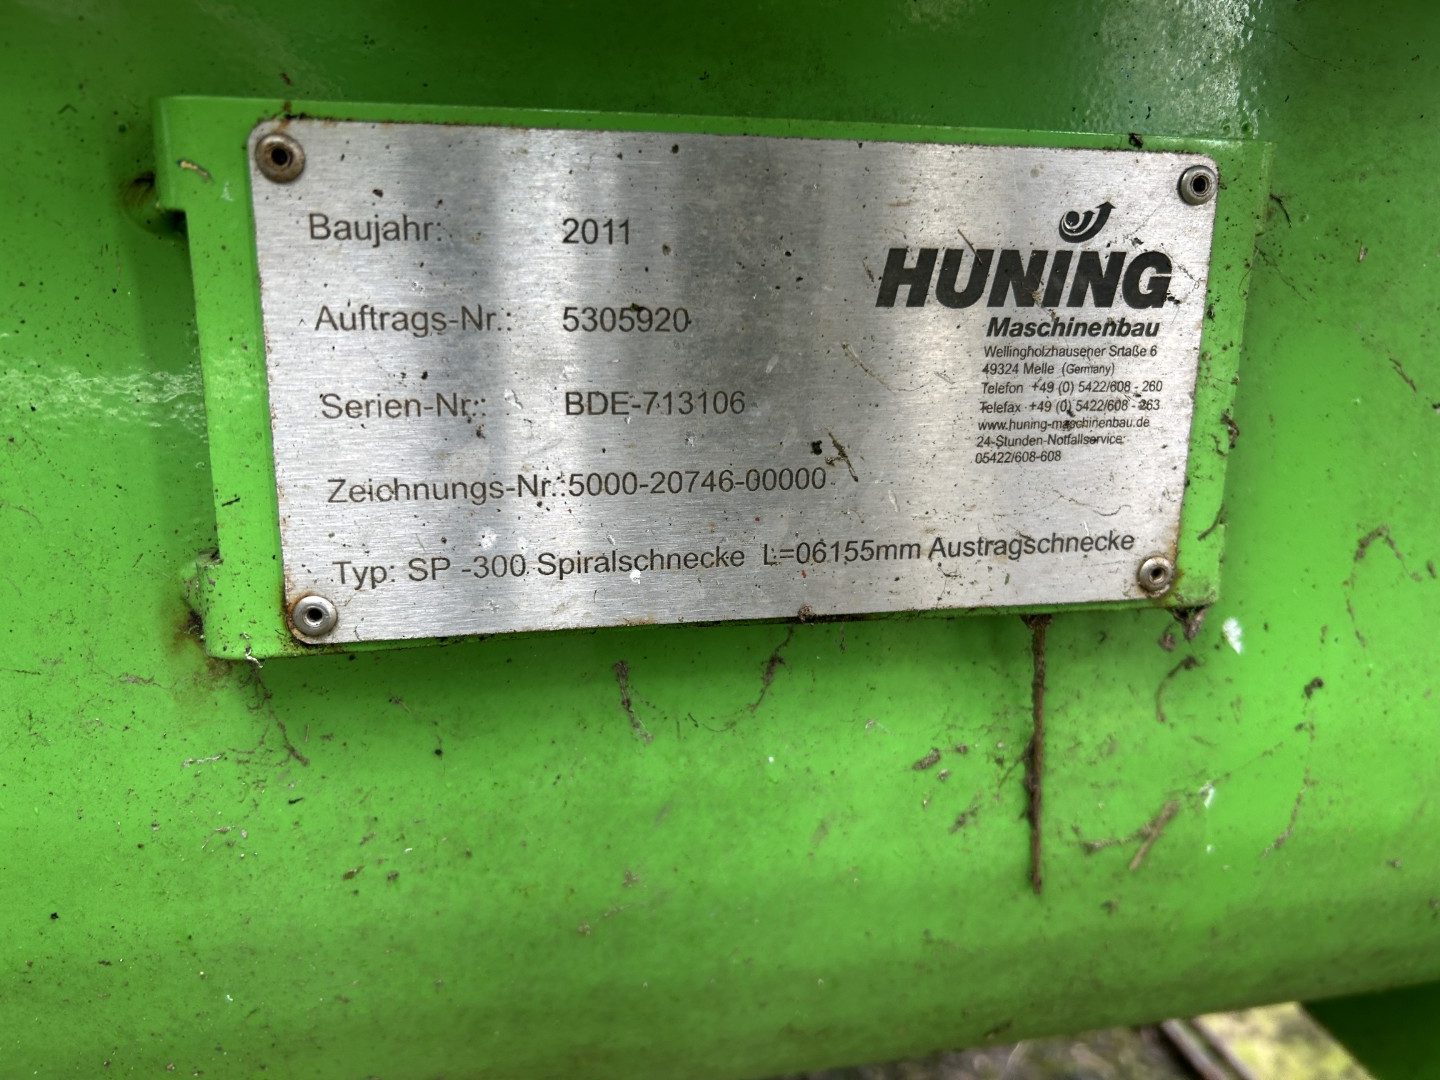 Baujahr: 2011
Auftrags-Nr.: 5305920
Serien-Nr.: BDE-713106
Zeichnungs-Nr.: 5000-20746-00000
Typ: SP -300 Spiralschnecke L=06155mm Austragschnecke
HUNING
Maschinenbau
Wellingholzhausener Srtaße 6
49324 Melle (Germany)
Telefon +49 (0) 5422/608 - 260
Telefax +49 (0) 5422/608 - 263
www.huning-maschinenbau.de
24-Stunden-Notfallservice:
05422/608-608